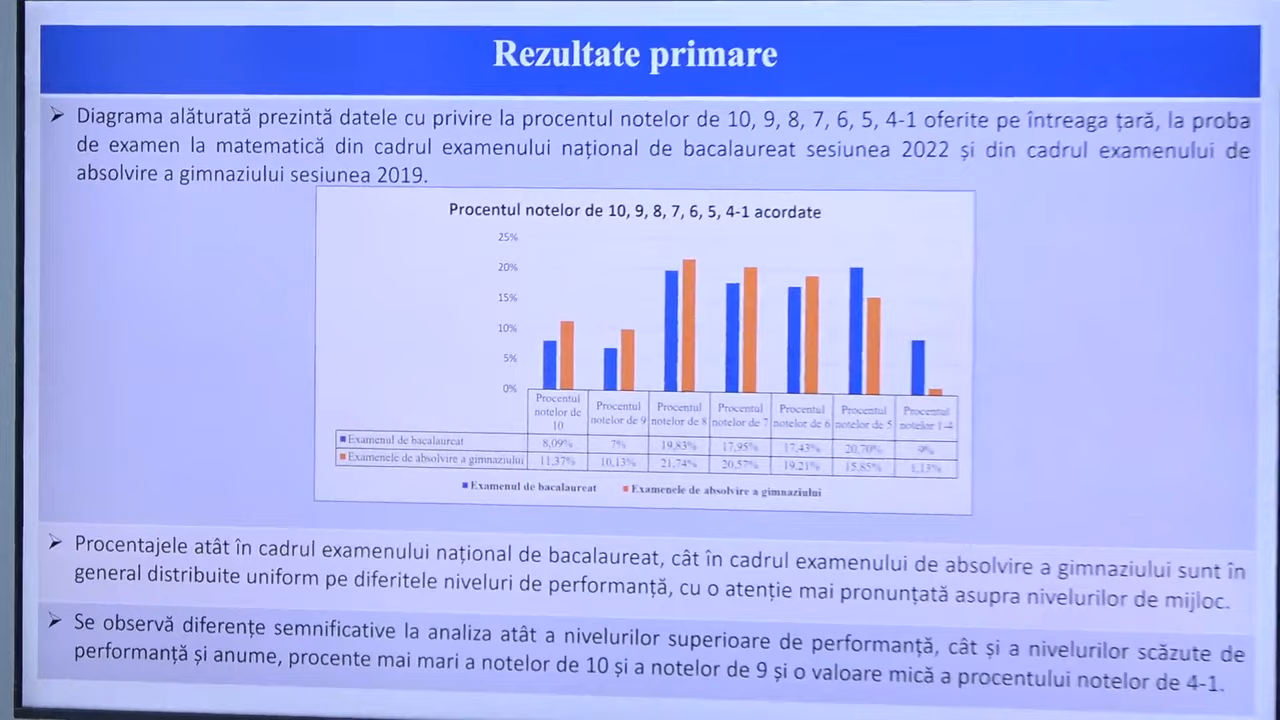 Rezultate primare
Diagrama alăturată prezintă datele cu privire la procentul notelor de 10, 9, 8, 7, 6, 5, 4-1 oferite pe întreaga țară, la proba
de examen la matematică din cadrul examenului național de bacalaureat sesiunea 2022 și din cadrul examenului de
absolvire a gimnaziului sesiunea 2019.
Procentul notelor de 10, 9, 8, 7, 6, 5, 4-1 acordate
25%
20%
15%
10%
5%
0%
Procentul notelor de 10
Procentul notelor de 9
Procentul notelor de 8
Procentul notelor de 7
Procentul notelor de 6
Procentul notelor de 5
Procentul notelor 1-4
Examenul de bacalaureat 8,09% 7% 19,83% 17,95% 17,43% 20,70% 9%
Examenele de absolvire a gimnaziului 11,37% 10,13% 21,74% 20,57% 19,21% 15,85% 1,13%
Examenul de bacalaureat Examenele de absolvire a gimnaziului
Procentajele atât în cadrul examenului național de bacalaureat, cât în cadrul examenului de absolvire a gimnaziului sunt în
general distribuite uniform pe diferitele niveluri de performanță, cu o atenție mai pronunțată asupra nivelurilor de mijloc.
Se observă diferențe semnificative la analiza atât a nivelurilor superioare de performanță, cât și a nivelurilor scăzute de
performanță și anume, procente mai mari a notelor de 10 și a notelor de 9 și o valoare mică a procentului notelor de 4-1.